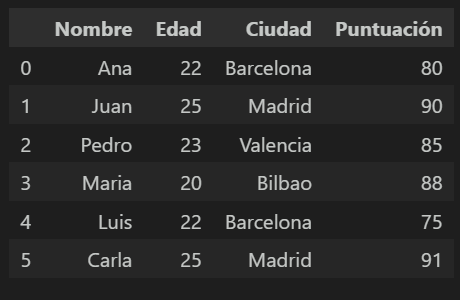 Nombre Edad Ciudad Puntuación
0 Ana 22 Barcelona 80
1 Juan 25 Madrid 90
2 Pedro 23 Valencia 85
3 Maria 20 Bilbao 88
4 Luis 22 Barcelona 75
5 Carla 25 Madrid 91